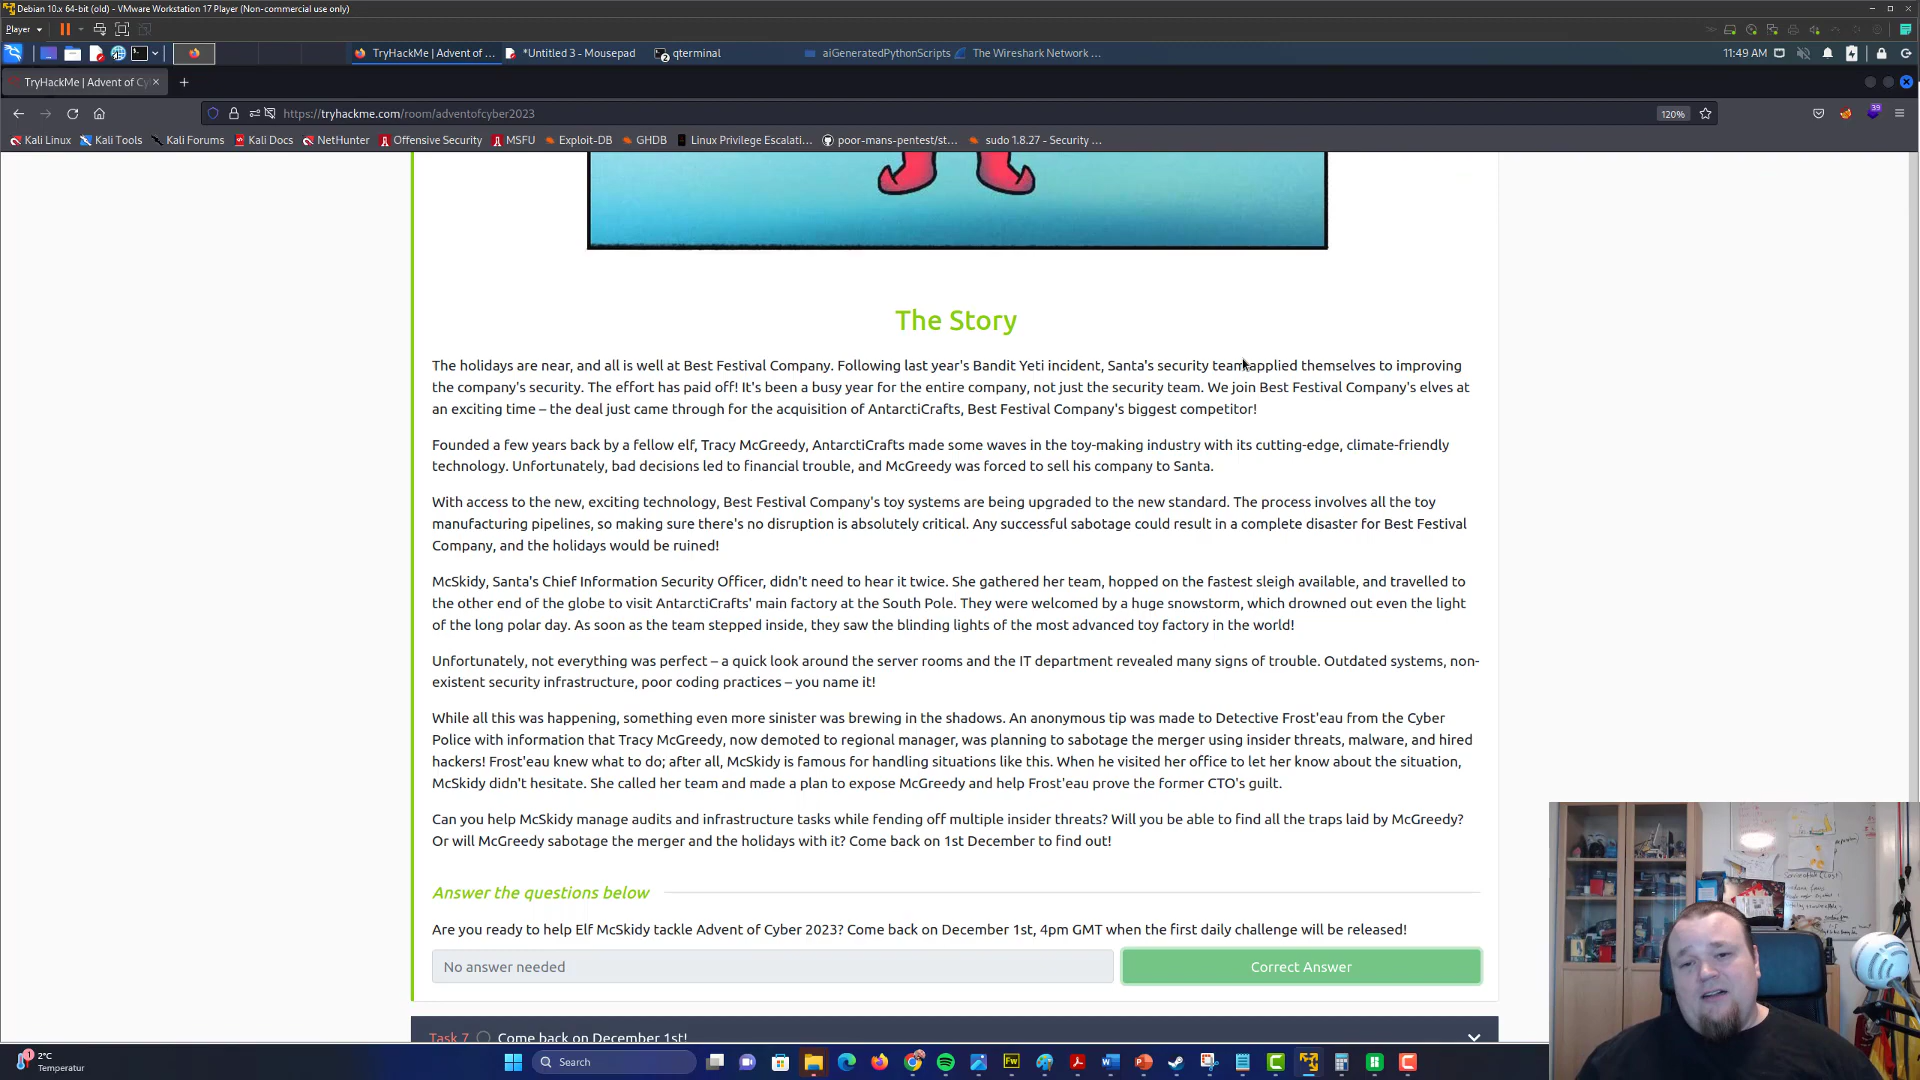 Debian 10.x 64-bit (old) - VMware Workstation 17 Player (Non-commercial use only)
Player
TryHackMe | Advent of ...
*Untitled 3 - Mousepad
2 qterminal
aiGeneratedPythonScripts
The Wireshark Network ...
11:49 AM
TryHackMe | Advent of Cy
https://tryhackme.com/room/adventofcyber2023
120%
39
Kali Linux
Kali Tools
Kali Forums
Kali Docs
NetHunter
Offensive Security
MSFU
Exploit-DB
GHDB
Linux Privilege Escalati...
poor-mans-pentest/st...
sudo 1.8.27 - Security ...
The Story
The holidays are near, and all is well at Best Festival Company. Following last year's Bandit Yeti incident, Santa's security team applied themselves to improving
the company's security. The effort has paid off! It's been a busy year for the entire company, not just the security team. We join Best Festival Company's elves at
an exciting time – the deal just came through for the acquisition of AntarctiCrafts, Best Festival Company's biggest competitor!
Founded a few years back by a fellow elf, Tracy McGreedy, AntarctiCrafts made some waves in the toy-making industry with its cutting-edge, climate-friendly
technology. Unfortunately, bad decisions led to financial trouble, and McGreedy was forced to sell his company to Santa.
With access to the new, exciting technology, Best Festival Company's toy systems are being upgraded to the new standard. The process involves all the toy
manufacturing pipelines, so making sure there's no disruption is absolutely critical. Any successful sabotage could result in a complete disaster for Best Festival
Company, and the holidays would be ruined!
McSkidy, Santa's Chief Information Security Officer, didn't need to hear it twice. She gathered her team, hopped on the fastest sleigh available, and travelled to
the other end of the globe to visit AntarctiCrafts' main factory at the South Pole. They were welcomed by a huge snowstorm, which drowned out even the light
of the long polar day. As soon as the team stepped inside, they saw the blinding lights of the most advanced toy factory in the world!
Unfortunately, not everything was perfect – a quick look around the server rooms and the IT department revealed many signs of trouble. Outdated systems, non-
existent security infrastructure, poor coding practices – you name it!
While all this was happening, something even more sinister was brewing in the shadows. An anonymous tip was made to Detective Frost'eau from the Cyber
Police with information that Tracy McGreedy, now demoted to regional manager, was planning to sabotage the merger using insider threats, malware, and hired
hackers! Frost'eau knew what to do; after all, McSkidy is famous for handling situations like this. When he visited her office to let her know about the situation,
McSkidy didn't hesitate. She called her team and made a plan to expose McGreedy and help Frost'eau prove the former CTO's guilt.
Can you help McSkidy manage audits and infrastructure tasks while fending off multiple insider threats? Will you be able to find all the traps laid by McGreedy?
Or will McGreedy sabotage the merger and the holidays with it? Come back on 1st December to find out!
Answer the questions below
Are you ready to help Elf McSkidy tackle Advent of Cyber 2023? Come back on December 1st, 4pm GMT when the first daily challenge will be released!
No answer needed
Correct Answer
Task 7
Come back on December 1st!
1
2°C
Temperatur
Search